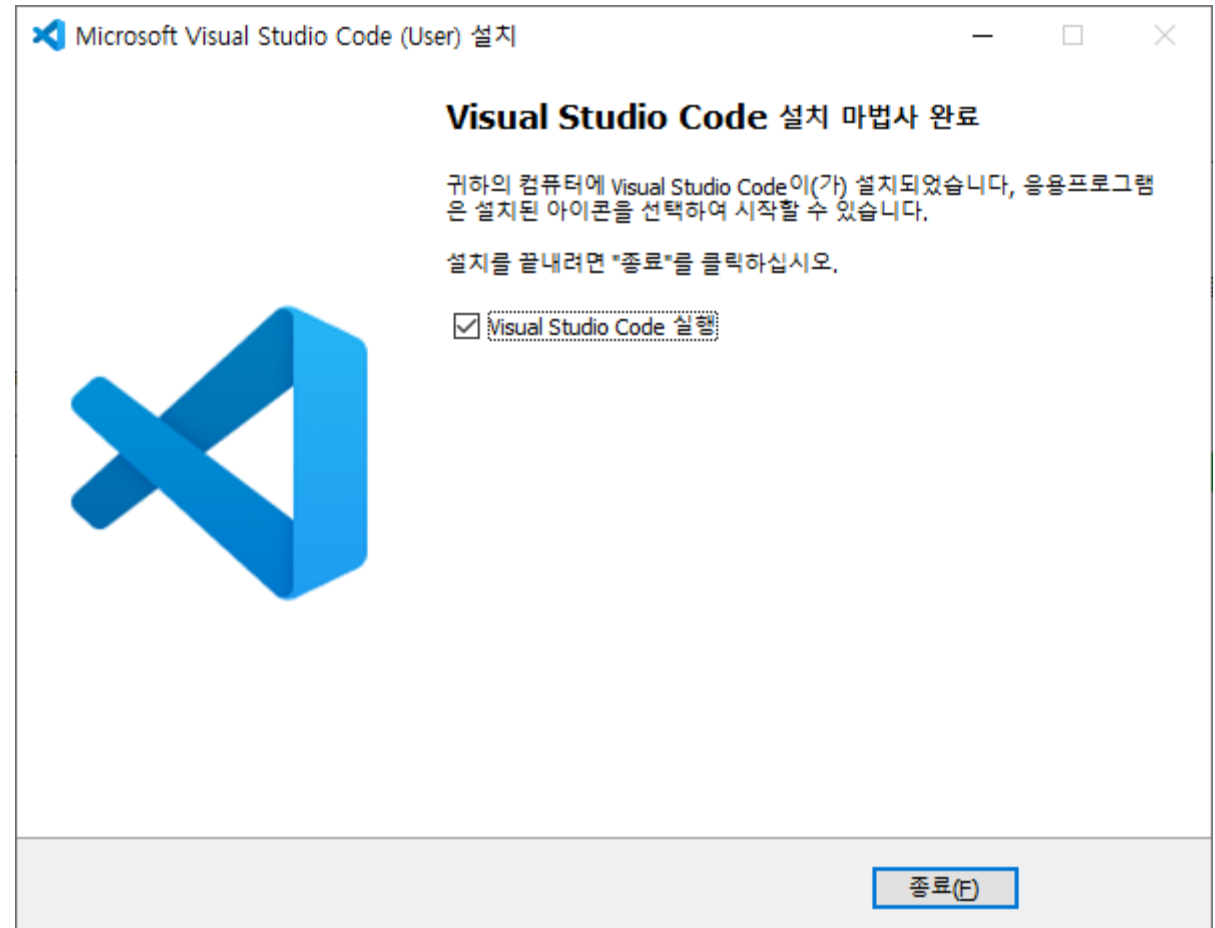 Microsoft Visual Studio Code (User) 설치
Visual Studio Code 설치 마법사 완료
귀하의 컴퓨터에 Visual Studio Code이(가) 설치되었습니다, 응용프로그램
은 설치된 아이콘을 선택하여 시작할 수 있습니다.
설치를 끝내려면 "종료"를 클릭하십시오.
Visual Studio Code 실행
종료(F)